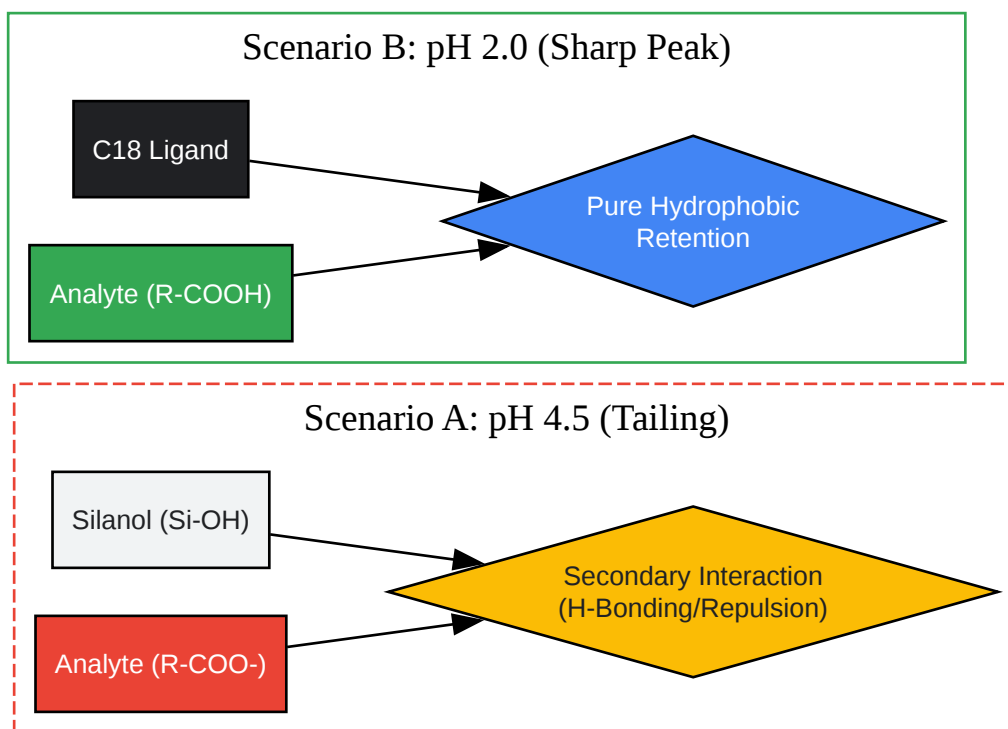 Scenario B: pH 2.0 (Sharp Peak)
C18 Ligand
Pure Hydrophobic
Retention
Analyte (R-COOH)
Scenario A: pH 4.5 (Tailing)
Silanol (Si-OH)
Secondary Interaction
(H-Bonding/Repulsion)
Analyte (R-COO-)